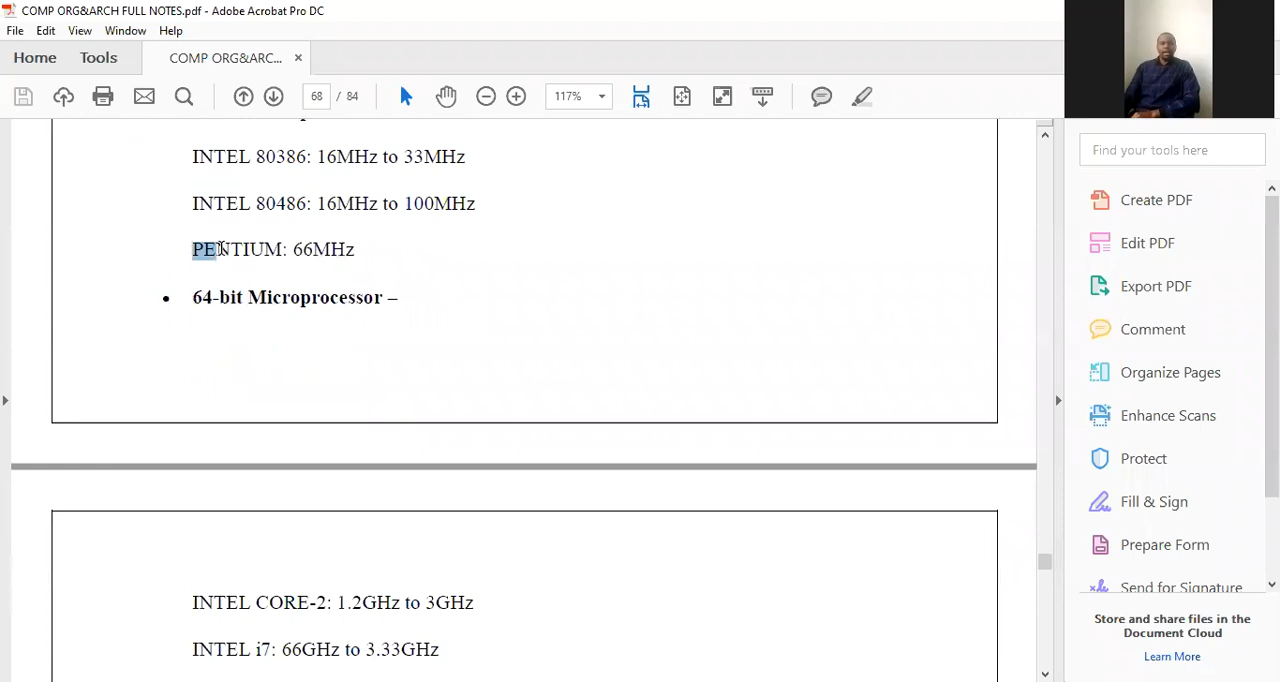 COMP ORG&ARCH FULL NOTES.pdf - Adobe Acrobat Pro DC
File Edit View Window Help
Home Tools COMP ORG&ARC... ×
68 / 84 117%
INTEL 80386: 16MHz to 33MHz
INTEL 80486: 16MHz to 100MHz
PENTIUM: 66MHz
• 64-bit Microprocessor –
INTEL CORE-2: 1.2GHz to 3GHz
INTEL i7: 66GHz to 3.33GHz
Find your tools here
Create PDF
Edit PDF
Export PDF
Comment
Organize Pages
Enhance Scans
Protect
Fill & Sign
Prepare Form
Send for Signature
Store and share files in the
Document Cloud
Learn More